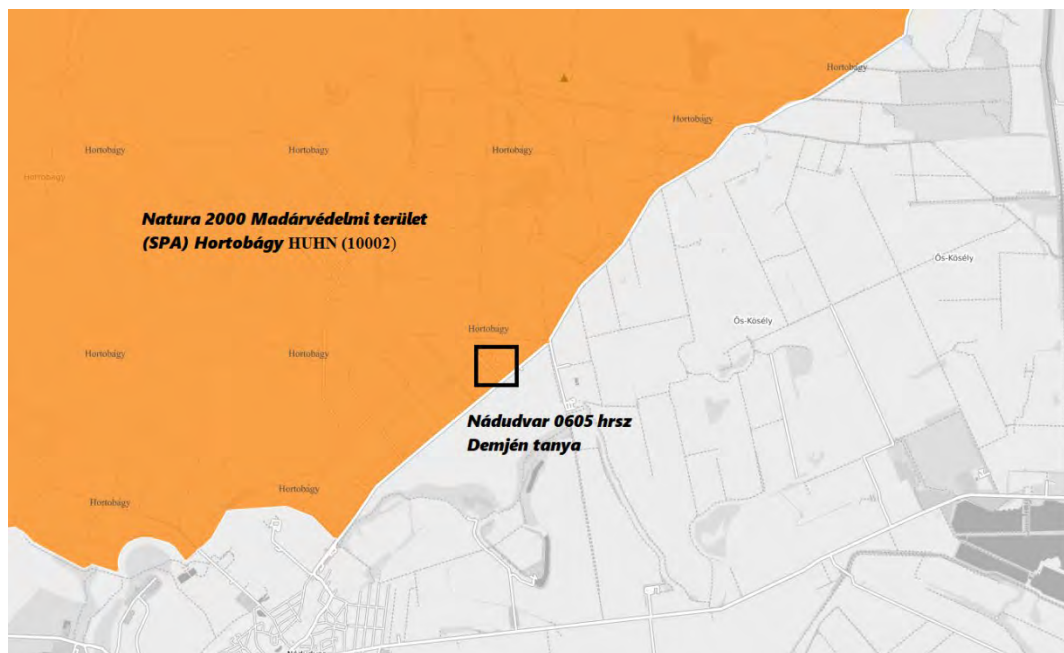 Hortobágy
Hortobágy
Hortobágy
Hortobágy
Hortobágy
Hortobágy
Natura 2000 Madárvédelmi terület
(SPA) Hortobágy HUHN (10002)
Ős-Kösély
Ős-Kösély
Hortobágy
Hortobágy
Hortobágy
Nádudvar 0605 hrsz
Demjén tanya
Hortobágy
Hortobágy